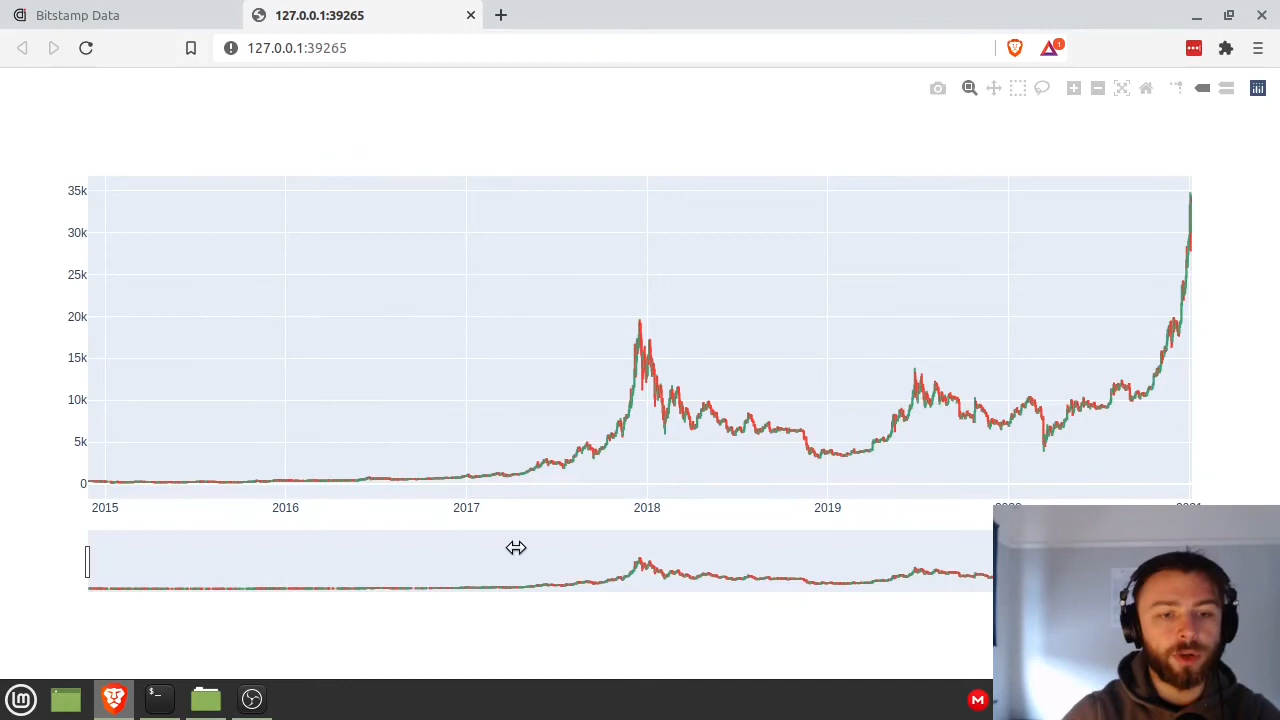 Bitstamp Data
127.0.0.1:39265
127.0.0.1:39265
1
35k
30k
25k
20k
15k
10k
5k
0
2015 2016 2017 2018 2019
$_
M